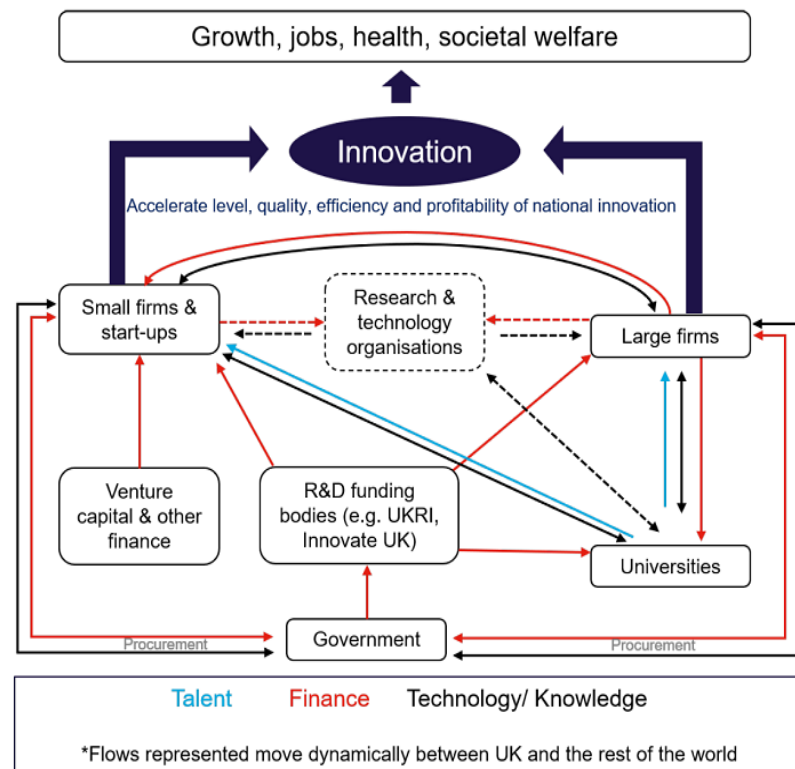 Growth, jobs, health, societal welfare
Innovation
Accelerate level, quality, efficiency and profitability of national innovation
Small firms &
start-ups
Research &
technology
organisations
Large firms
Venture
capital & other
finance
R&D funding
bodies (e.g. UKRI,
Innovate UK)
Universities
Government
Procurement
Procurement
Talent Finance Technology/ Knowledge
*Flows represented move dynamically between UK and the rest of the world